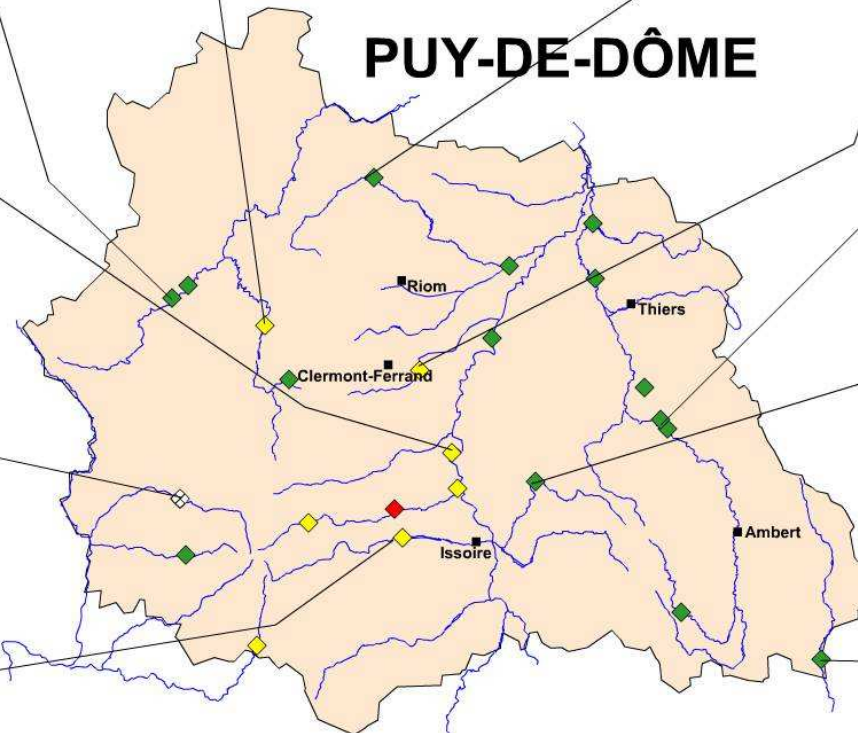 PUY-DE-DÔME
Riom
Thiers
Clermont-Ferrand
Ambert
Issoire